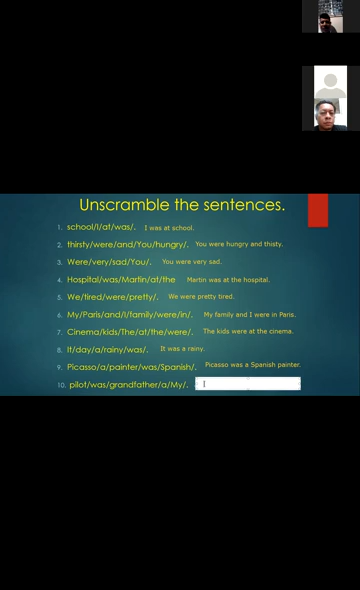 Unscramble the sentences.
1. school/I/at/was/. I was at school.
2. thirsty/were/and/You/hungry/. You were hungry and thisty.
3. Were/very/sad/You/. You were very sad.
4. Hospital/was/Martin/at/the Martin was at the hospital.
5. We/tired/were/pretty/. We were pretty tired.
6. My/Paris/and/I/family/were/in/. My family and I were in Paris.
7. Cinema/kids/The/at/the/were/. The kids were at the cinema.
8. It/day/a/rainy/was/. It was a rainy.
9. Picasso/a/painter/was/Spanish/. Picasso was a Spanish painter.
10. pilot/was/grandfather/a/My/.